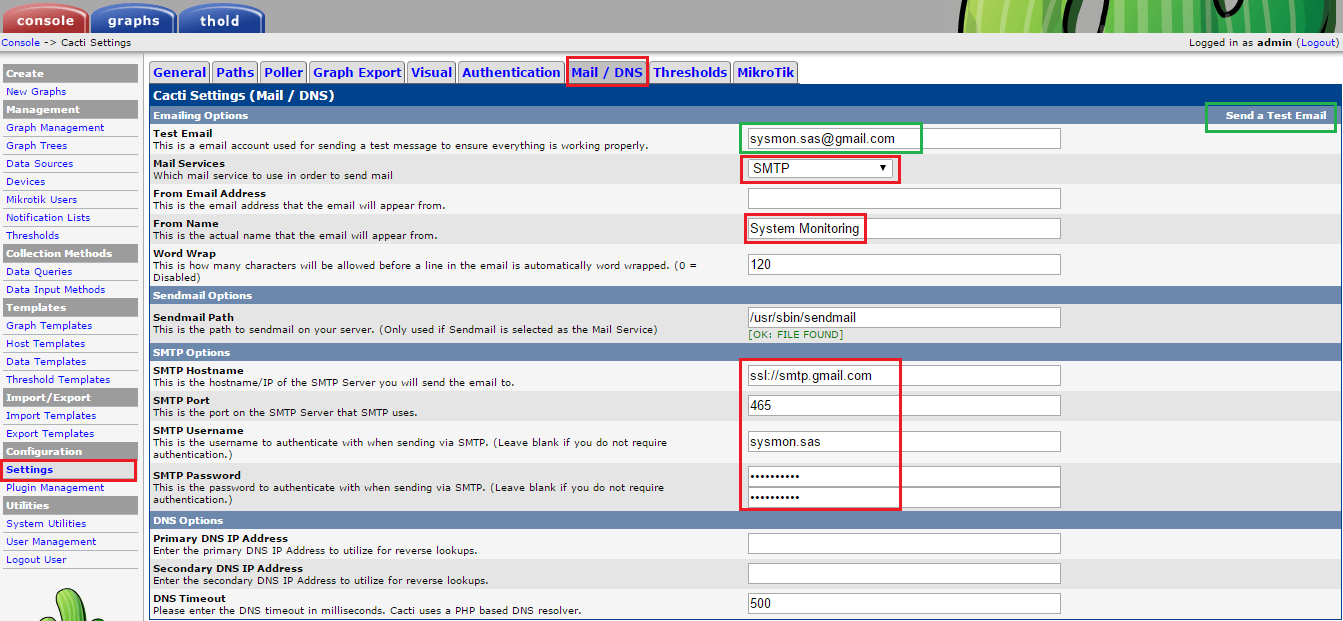 console graphs thold
Console -> Cacti Settings
Logged in as admin (Logout)
Create
New Graphs
Management
Graph Management
Graph Trees
Data Sources
Devices
Mikrotik Users
Notification Lists
Thresholds
Collection Methods
Data Queries
Data Input Methods
Templates
Graph Templates
Host Templates
Data Templates
Threshold Templates
Import/Export
Import Templates
Export Templates
Configuration
Settings
Plugin Management
Utilities
System Utilities
User Management
Logout User
General Paths Poller Graph Export Visual Authentication Mail / DNS Thresholds MikroTik
Cacti Settings (Mail / DNS)
Emailing Options
Send a Test Email
Test Email
This is a email account used for sending a test message to ensure everything is working properly.
sysmon.sas@gmail.com
Mail Services
Which mail service to use in order to send mail
SMTP
From Email Address
This is the email address that the email will appear from.
From Name
This is the actual name that the email will appear from.
System Monitoring
Word Wrap
This is how many characters will be allowed before a line in the email is automatically word wrapped. (0 =
Disabled)
120
Sendmail Options
Sendmail Path
This is the path to sendmail on your server. (Only used if Sendmail is selected as the Mail Service)
/usr/sbin/sendmail
[OK: FILE FOUND]
SMTP Options
SMTP Hostname
This is the hostname/IP of the SMTP Server you will send the email to.
ssl://smtp.gmail.com
SMTP Port
This is the port on the SMTP Server that SMTP uses.
465
SMTP Username
This is the username to authenticate with when sending via SMTP. (Leave blank if you do not require
authentication.)
sysmon.sas
SMTP Password
This is the password to authenticate with when sending via SMTP. (Leave blank if you do not require
authentication.)
••••••••••
••••••••••
DNS Options
Primary DNS IP Address
Enter the primary DNS IP Address to utilize for reverse lookups.
Secondary DNS IP Address
Enter the secondary DNS IP Address to utilize for reverse lookups.
DNS Timeout
Please enter the DNS timeout in milliseconds. Cacti uses a PHP based DNS resolver.
500